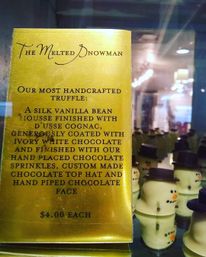 The Melted Snowman
Our most handcrafted
truffle:
A silk vanilla bean
mousse finished with
d'usse cognac,
generously coated with
ivory white chocolate
and finished with our
hand placed chocolate
sprinkles, custom made
chocolate top hat and
hand piped chocolate
face
$4.00 each